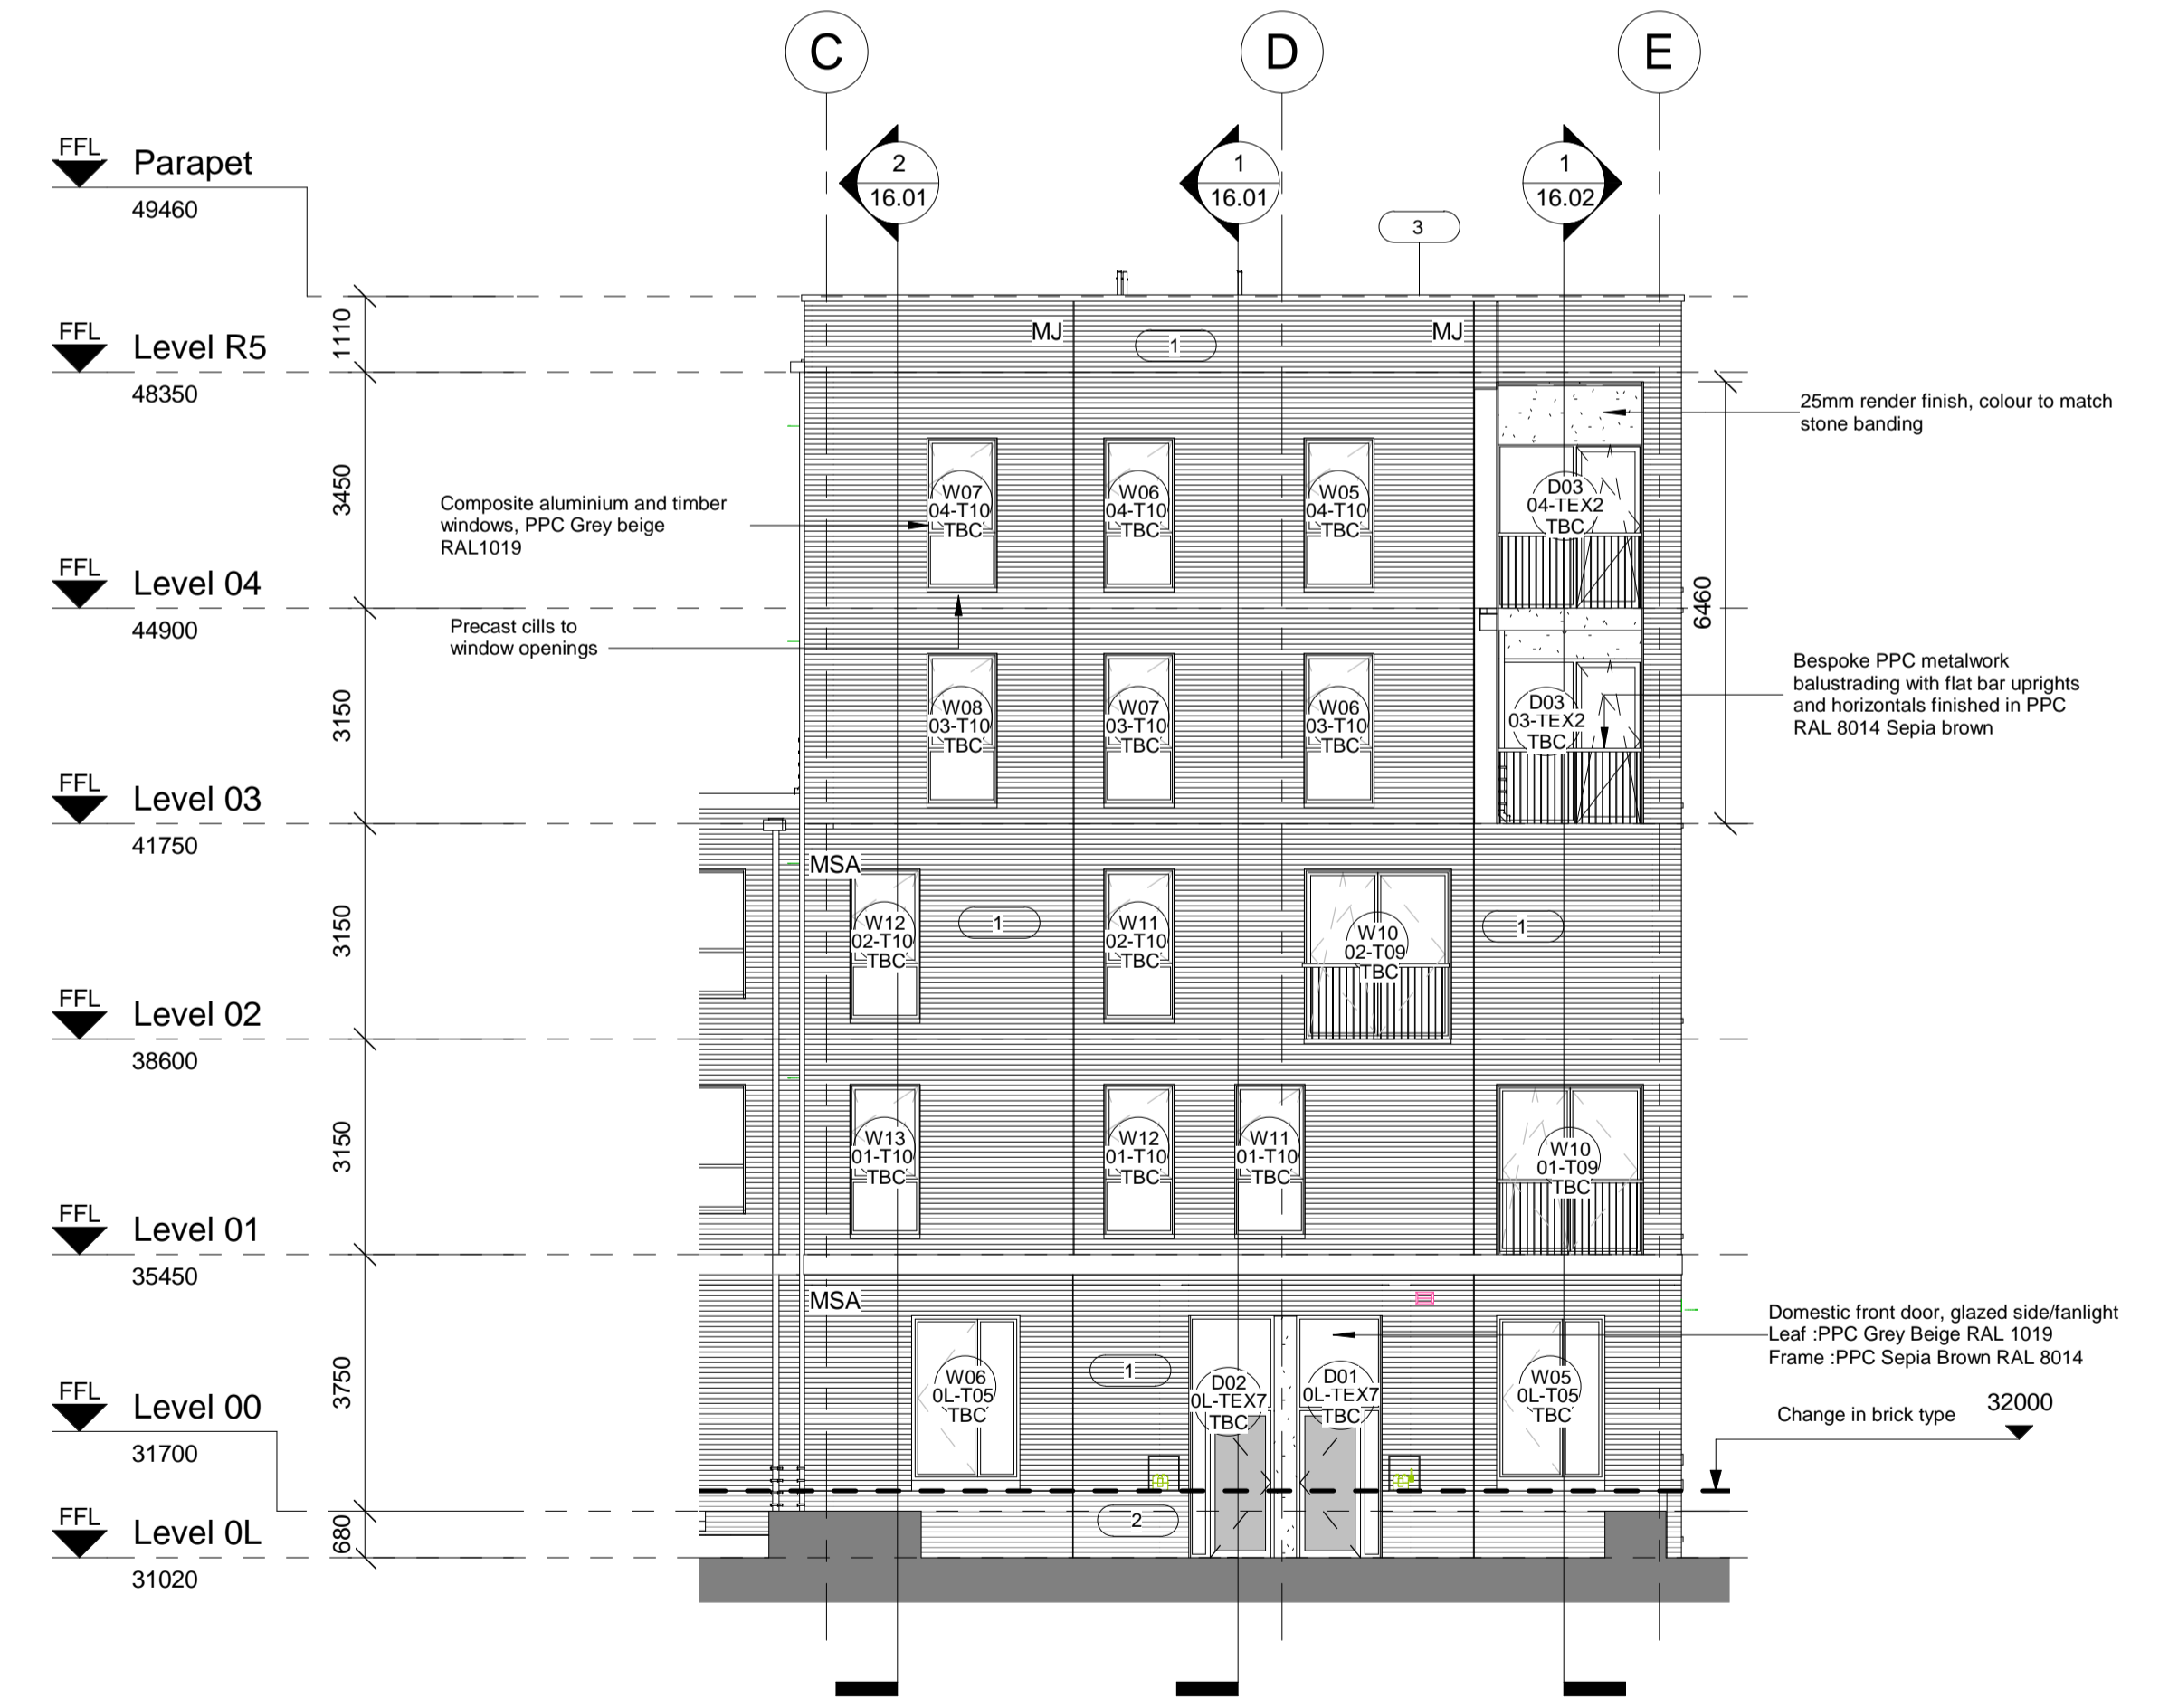 C
D
E
FFL
Parapet
49460
2
16.01
1
16.01
1
16.02
3
1110
MJ
MJ
1
FFL
Level R5
48350
25mm render finish, colour to match
stone banding
3450
Composite aluminium and timber
windows, PPC Grey beige
RAL1019
W07
04-T10
TBC
W06
04-T10
TBC
W05
04-T10
TBC
D03
04-TEX2
TBC
FFL
Level 04
44900
6460
Precast cills to
window openings
3150
W08
03-T10
TBC
W07
03-T10
TBC
W06
03-T10
TBC
D03
03-TEX2
TBC
Bespoke PPC metalwork
balustrading with flat bar uprights
and horizontals finished in PPC
RAL 8014 Sepia brown
FFL
Level 03
41750
MSA
3150
W12
02-T10
TBC
1
W11
02-T10
TBC
W10
02-T09
TBC
1
FFL
Level 02
38600
3150
W13
01-T10
TBC
W12
01-T10
TBC
W11
01-T10
TBC
W10
01-T09
TBC
FFL
Level 01
35450
MSA
3750
W06
0L-T05
TBC
1
D02
0L-TEX7
TBC
D01
0L-TEX7
TBC
W05
0L-T05
TBC
Domestic front door, glazed side/fanlight
Leaf :PPC Grey Beige RAL 1019
Frame :PPC Sepia Brown RAL 8014
Change in brick type
32000
FFL
Level 00
31700
680
2
FFL
Level 0L
31020